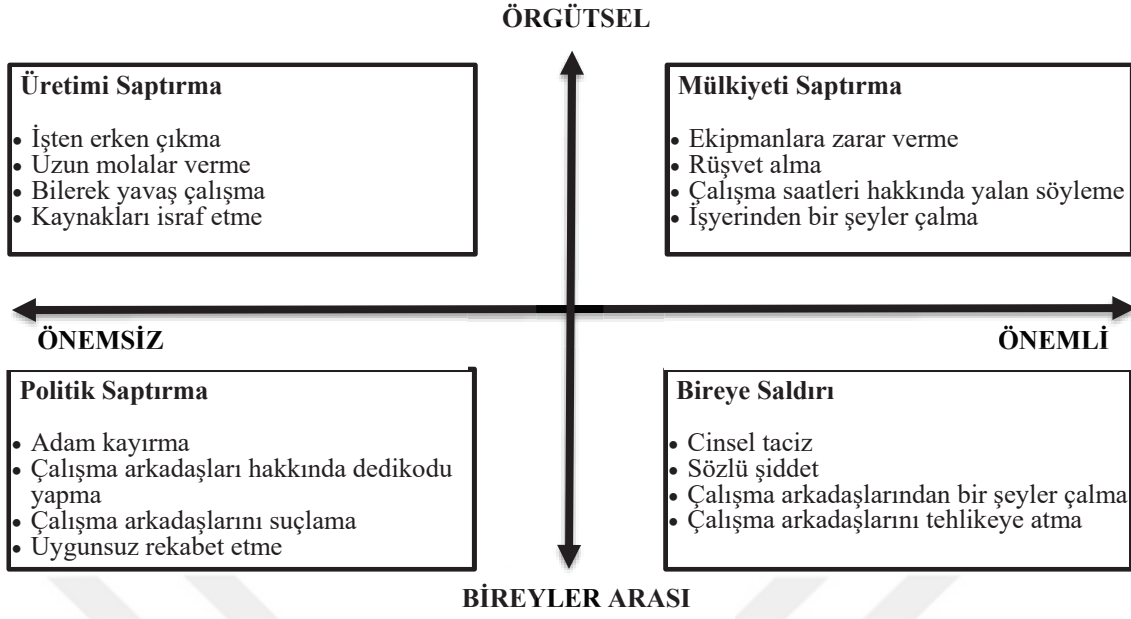 ÖRGÜTSEL
Üretimi Saptırma
• İşten erken çıkma
• Uzun molalar verme
• Bilerek yavaş çalışma
• Kaynakları israf etme
Mülkiyeti Saptırma
• Ekipmanlara zarar verme
• Rüşvet alma
• Çalışma saatleri hakkında yalan söyleme
• İşyerinden bir şeyler çalma
ÖNEMSİZ
ÖNEMLİ
Politik Saptırma
• Adam kayırma
• Çalışma arkadaşları hakkında dedikodu
yapma
• Çalışma arkadaşlarını suçlama
• Uygunsuz rekabet etme
Bireye Saldırı
• Cinsel taciz
• Sözlü şiddet
• Çalışma arkadaşlarından bir şeyler çalma
• Çalışma arkadaşlarını tehlikeye atma
BİREYLER ARASI